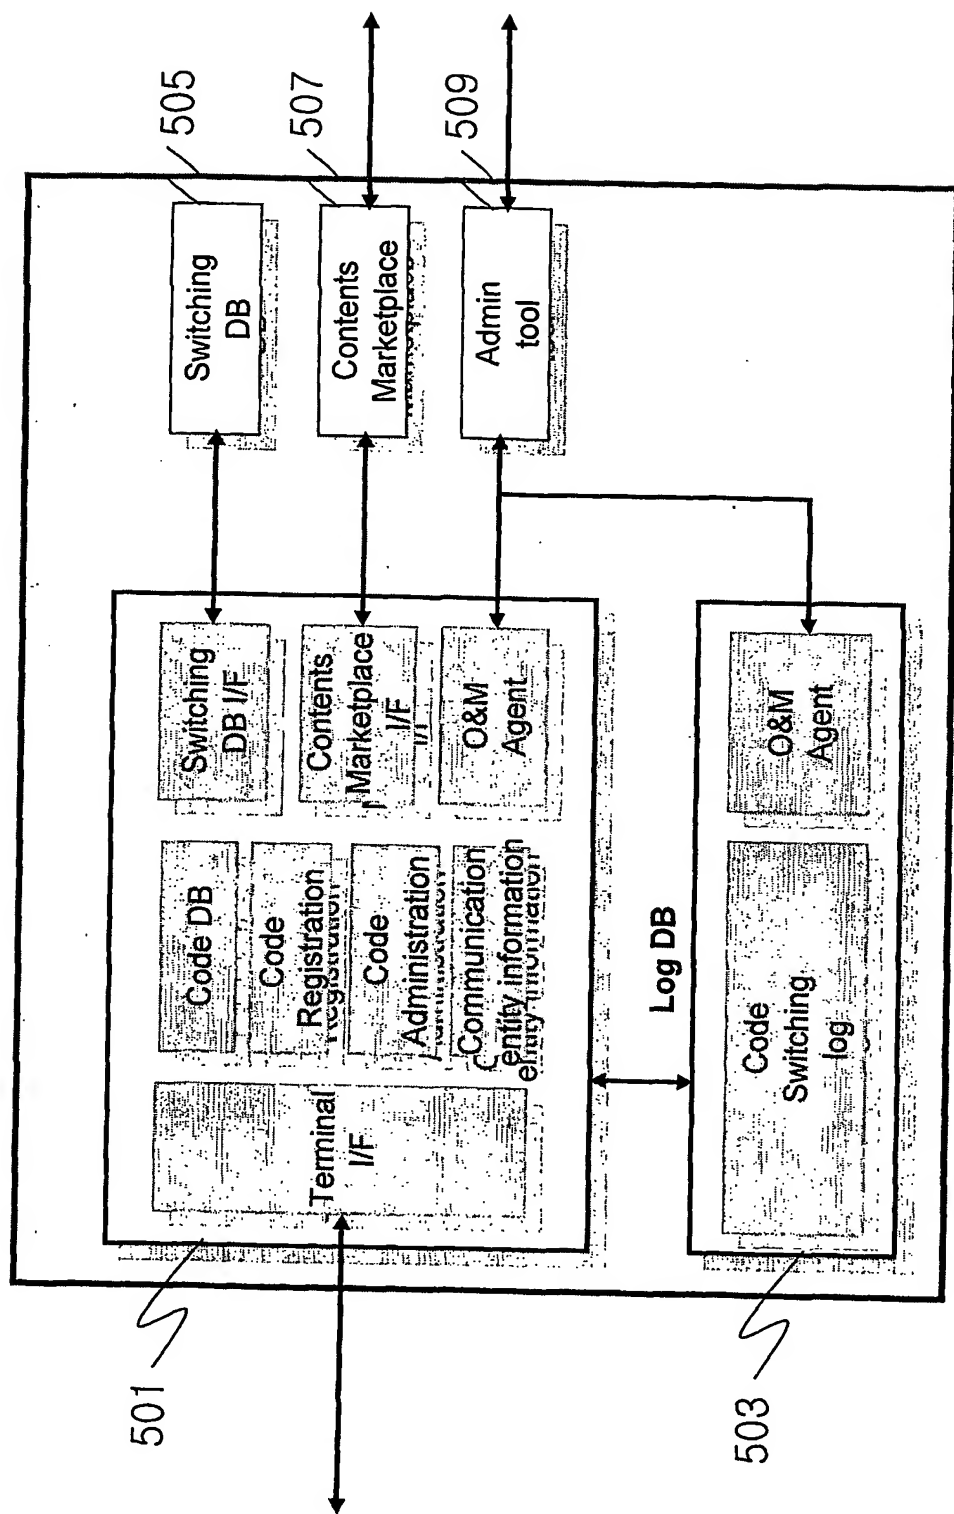 501
Terminal
I/F
Code DB
Code
Registration
Code
Administration
Communication
entity information
Switching
DB I/F
Contents
Marketplace
I/F
O&M
Agent
Switching
DB
505
Contents
Marketplace
507
Admin
tool
509
Log DB
503
Code
Switching
log
O&M
Agent